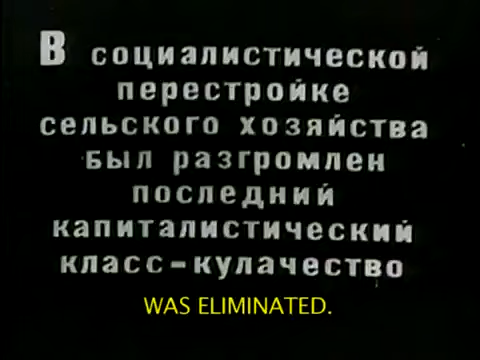 В социалистической
перестройке
сельского хозяйства
был разгромлен
последний
капиталистический
класс-кулачество
WAS ELIMINATED.